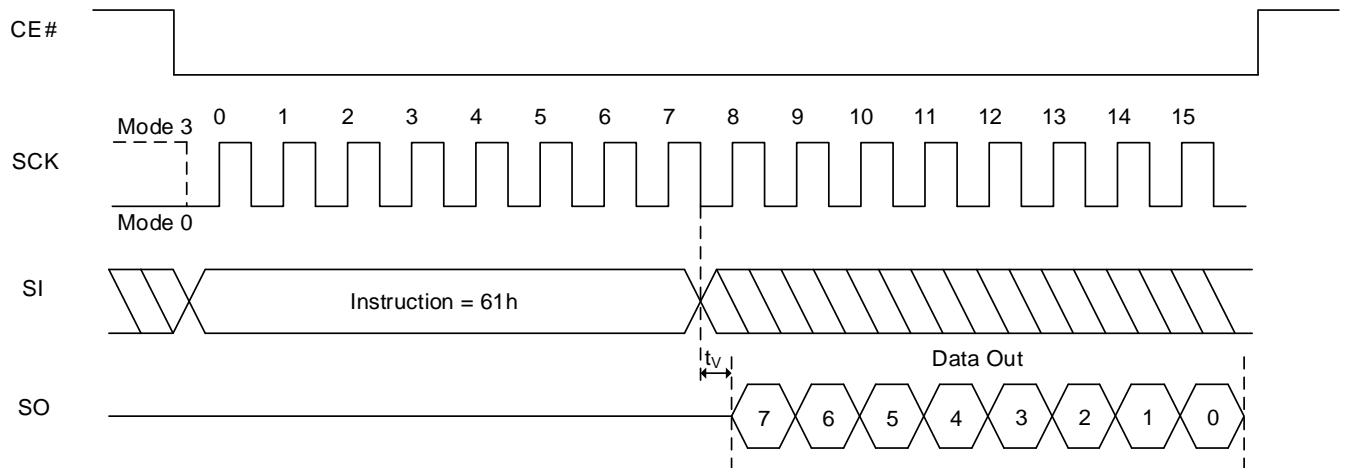 CE#
0 1 2 3 4 5 6 7 8 9 10 11 12 13 14 15
Mode 3
SCK
Mode 0
SI
Instruction = 61h
tV
Data Out
SO
7 6 5 4 3 2 1 0